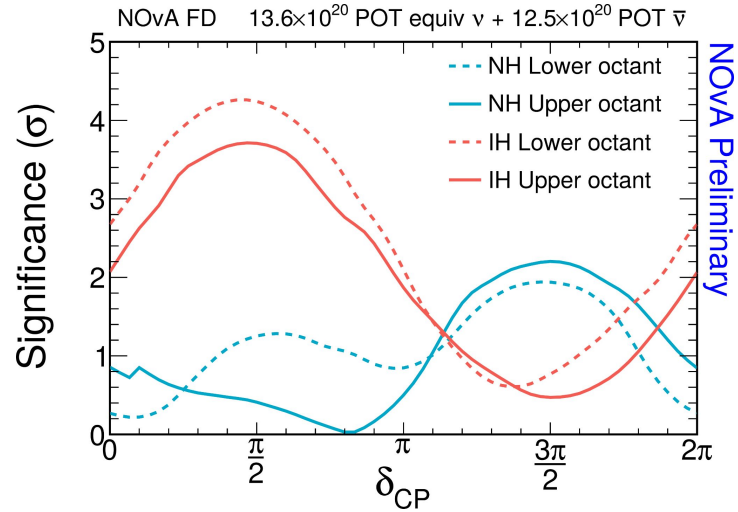 NOvA FD 13.6×10²⁰ POT equiv ν + 12.5×10²⁰ POT ν̅
5
4
3
2
1
0
Significance (σ)
NH Lower octant
NH Upper octant
IH Lower octant
IH Upper octant
NOvA Preliminary
0
π/2
π
3π/2
2π
δCP